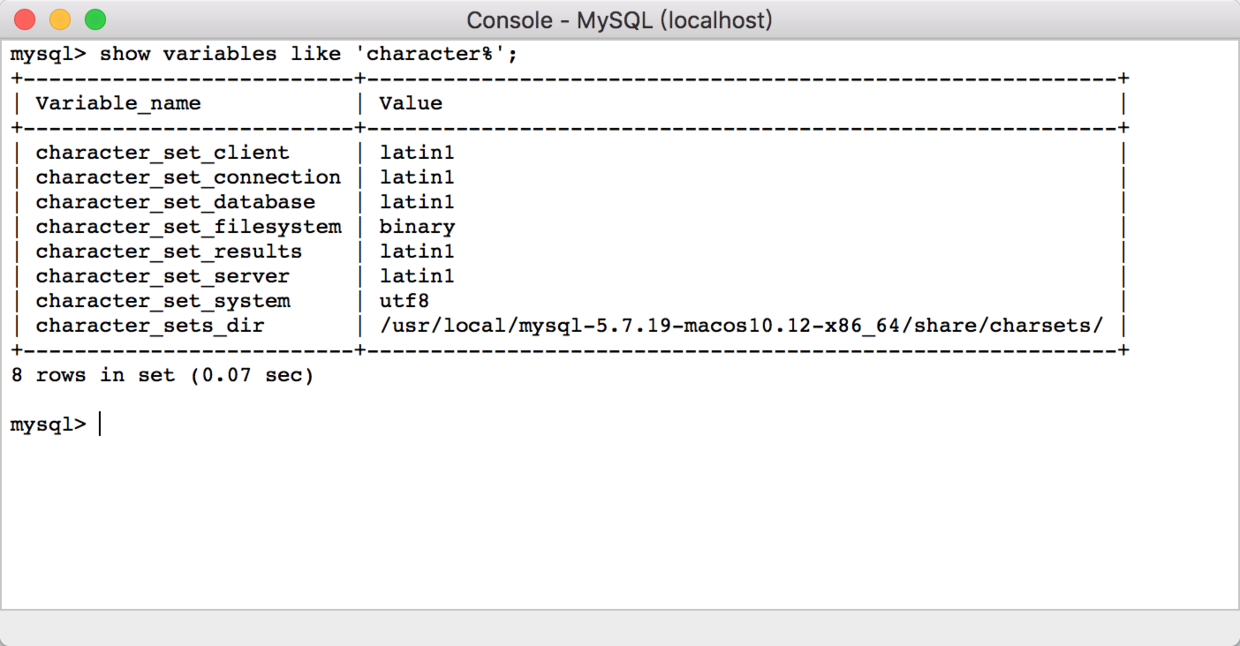 Console - MySQL (localhost)
mysql> show variables like 'character%';
+--------------------------+-----------------------------------------------------------+
| Variable_name            | Value                                                     |
+--------------------------+-----------------------------------------------------------+
| character_set_client     | latin1                                                    |
| character_set_connection | latin1                                                    |
| character_set_database   | latin1                                                    |
| character_set_filesystem | binary                                                    |
| character_set_results    | latin1                                                    |
| character_set_server     | latin1                                                    |
| character_set_system     | utf8                                                      |
| character_sets_dir       | /usr/local/mysql-5.7.19-macos10.12-x86_64/share/charsets/ |
+--------------------------+-----------------------------------------------------------+
8 rows in set (0.07 sec)
mysql>